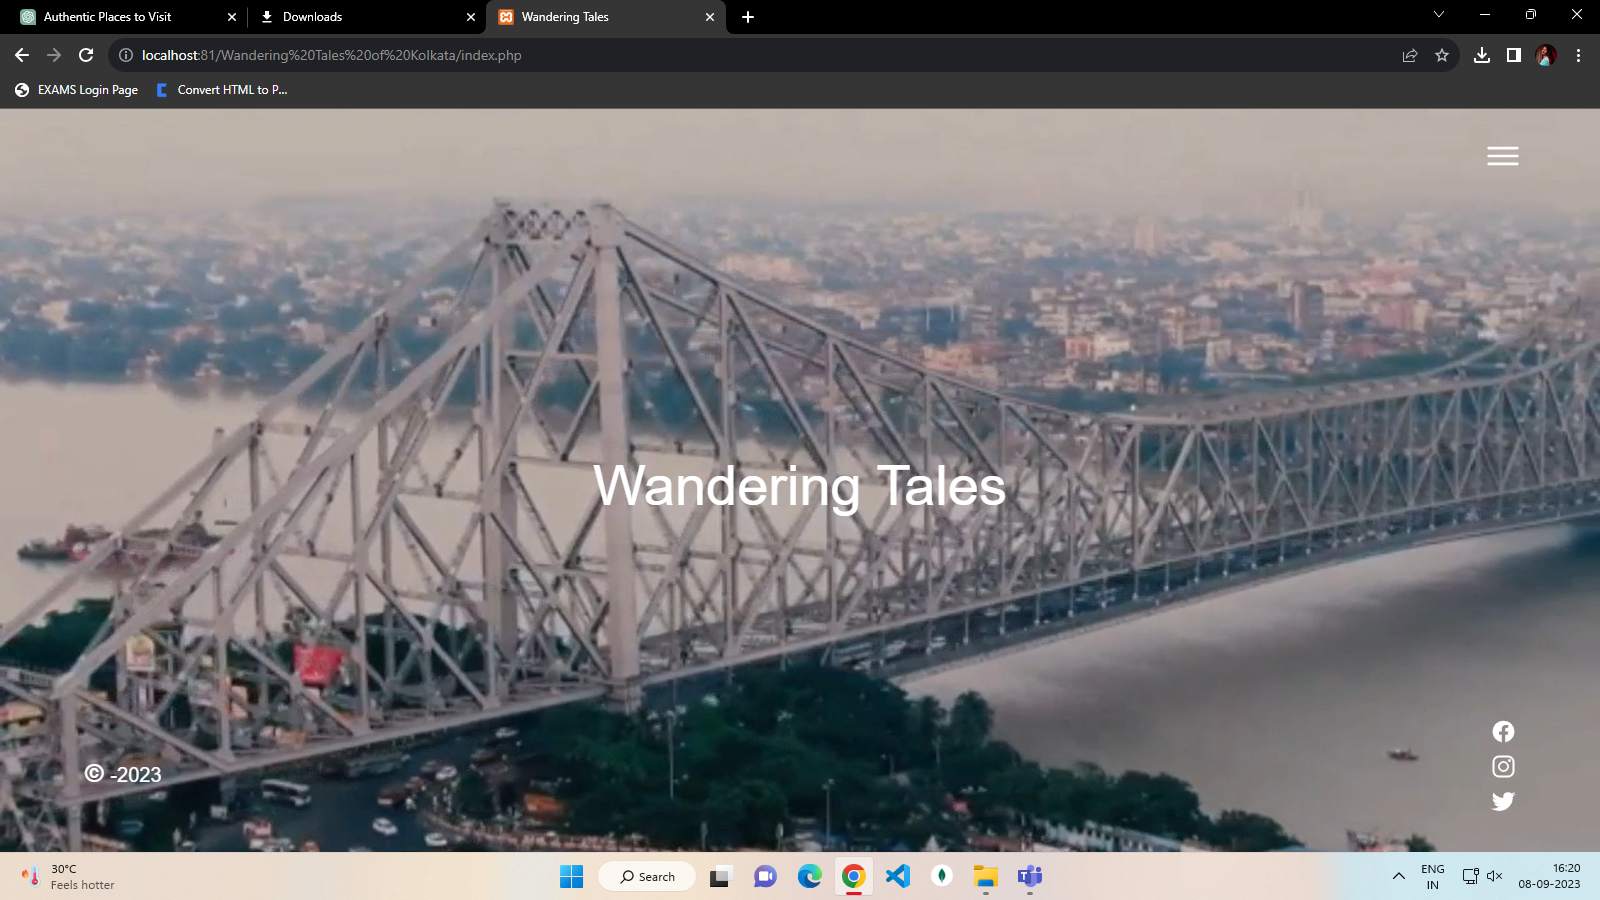 Authentic Places to Visit
Downloads
Wandering Tales
localhost:81/Wandering%20Tales%20of%20Kolkata/index.php
EXAMS Login Page
Convert HTML to P...
Wandering Tales
© -2023
30°C
Feels hotter
Search
ENG
IN
16:20
08-09-2023